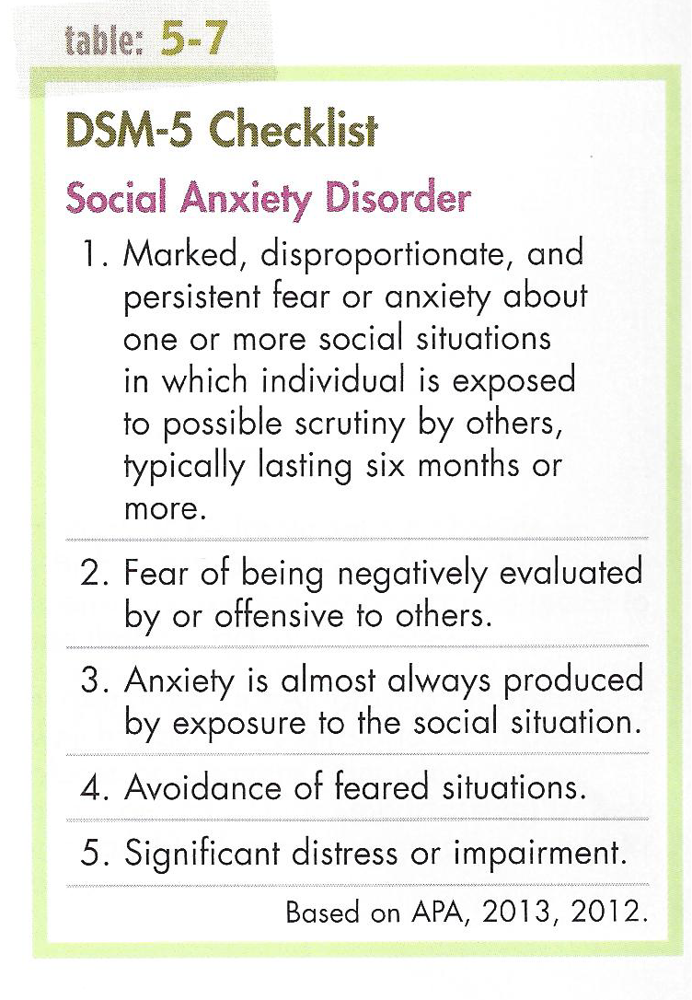 table: 5-7
DSM-5 Checklist
Social Anxiety Disorder
1. Marked, disproportionate, and
persistent fear or anxiety about
one or more social situations
in which individual is exposed
to possible scrutiny by others,
typically lasting six months or
more.
2. Fear of being negatively evaluated
by or offensive to others.
3. Anxiety is almost always produced
by exposure to the social situation.
4. Avoidance of feared situations.
5. Significant distress or impairment.
Based on APA, 2013, 2012.